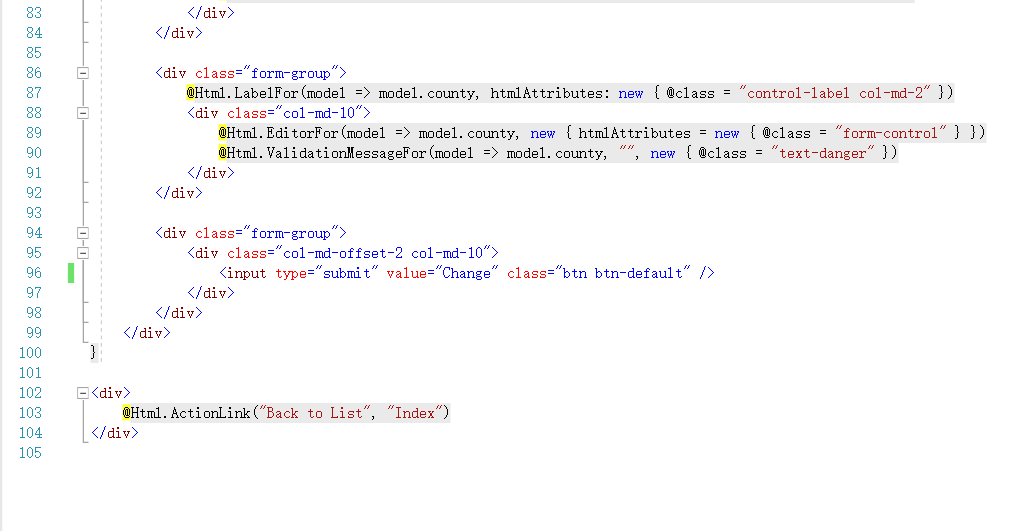 83 </div>
84 </div>
85
86 <div class="form-group">
87 @Html.LabelFor(model => model.county, htmlAttributes: new { @class = "control-label col-md-2" })
88 <div class="col-md-10">
89 @Html.EditorFor(model => model.county, new { htmlAttributes = new { @class = "form-control" } })
90 @Html.ValidationMessageFor(model => model.county, "", new { @class = "text-danger" })
91 </div>
92 </div>
93
94 <div class="form-group">
95 <div class="col-md-offset-2 col-md-10">
96 <input type="submit" value="Change" class="btn btn-default" />
97 </div>
98 </div>
99 </div>
100 }
101
102 <div>
103 @Html.ActionLink("Back to List", "Index")
104 </div>
105